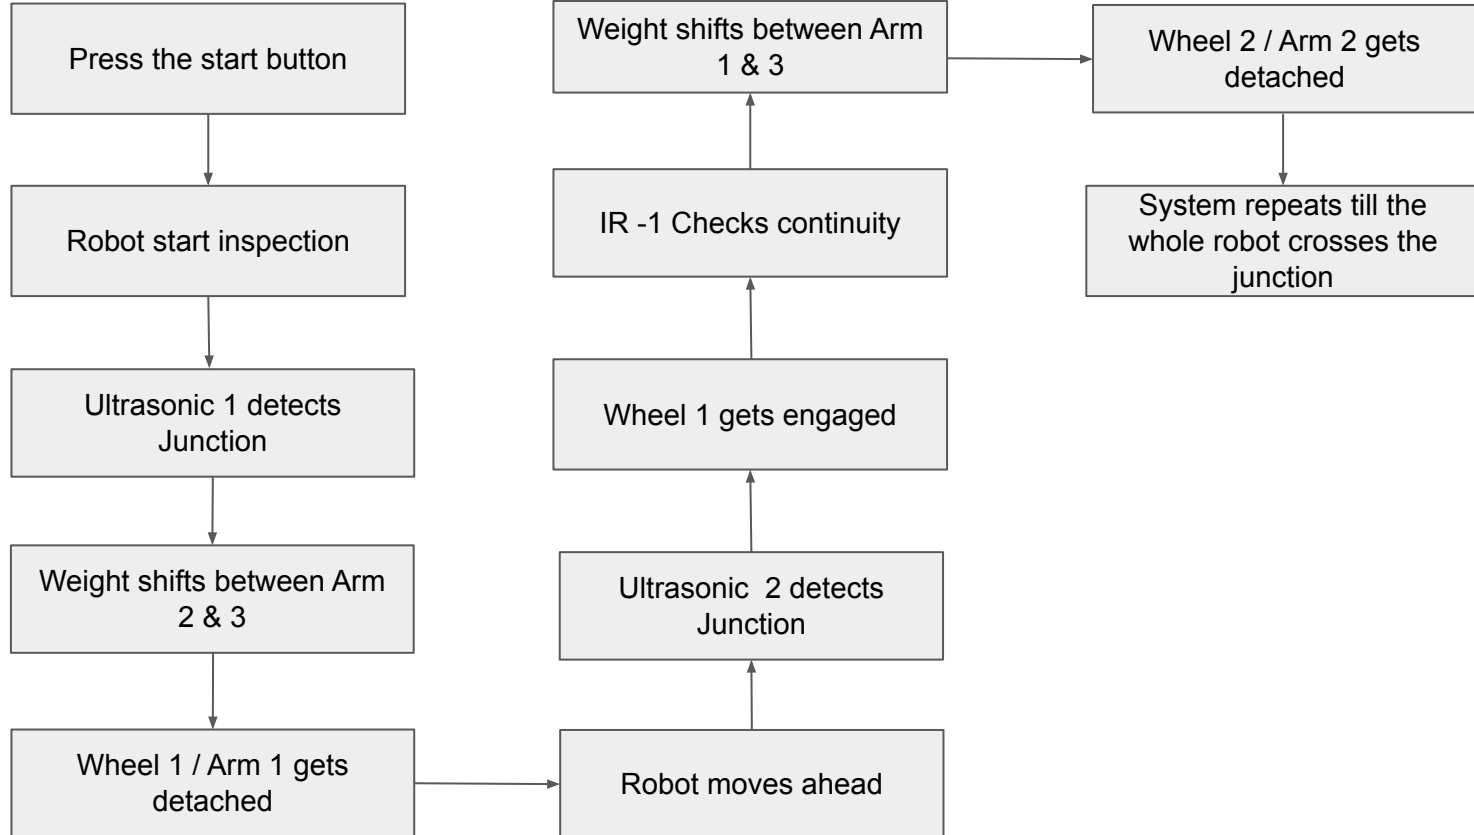 Press the start button
Robot start inspection
Ultrasonic 1 detects
Junction
Weight shifts between Arm
2 & 3
Wheel 1 / Arm 1 gets
detached
Robot moves ahead
Ultrasonic  2 detects
Junction
Wheel 1 gets engaged
IR -1 Checks continuity
Weight shifts between Arm
1 & 3
Wheel 2 / Arm 2 gets
detached
System repeats till the
whole robot crosses the
junction